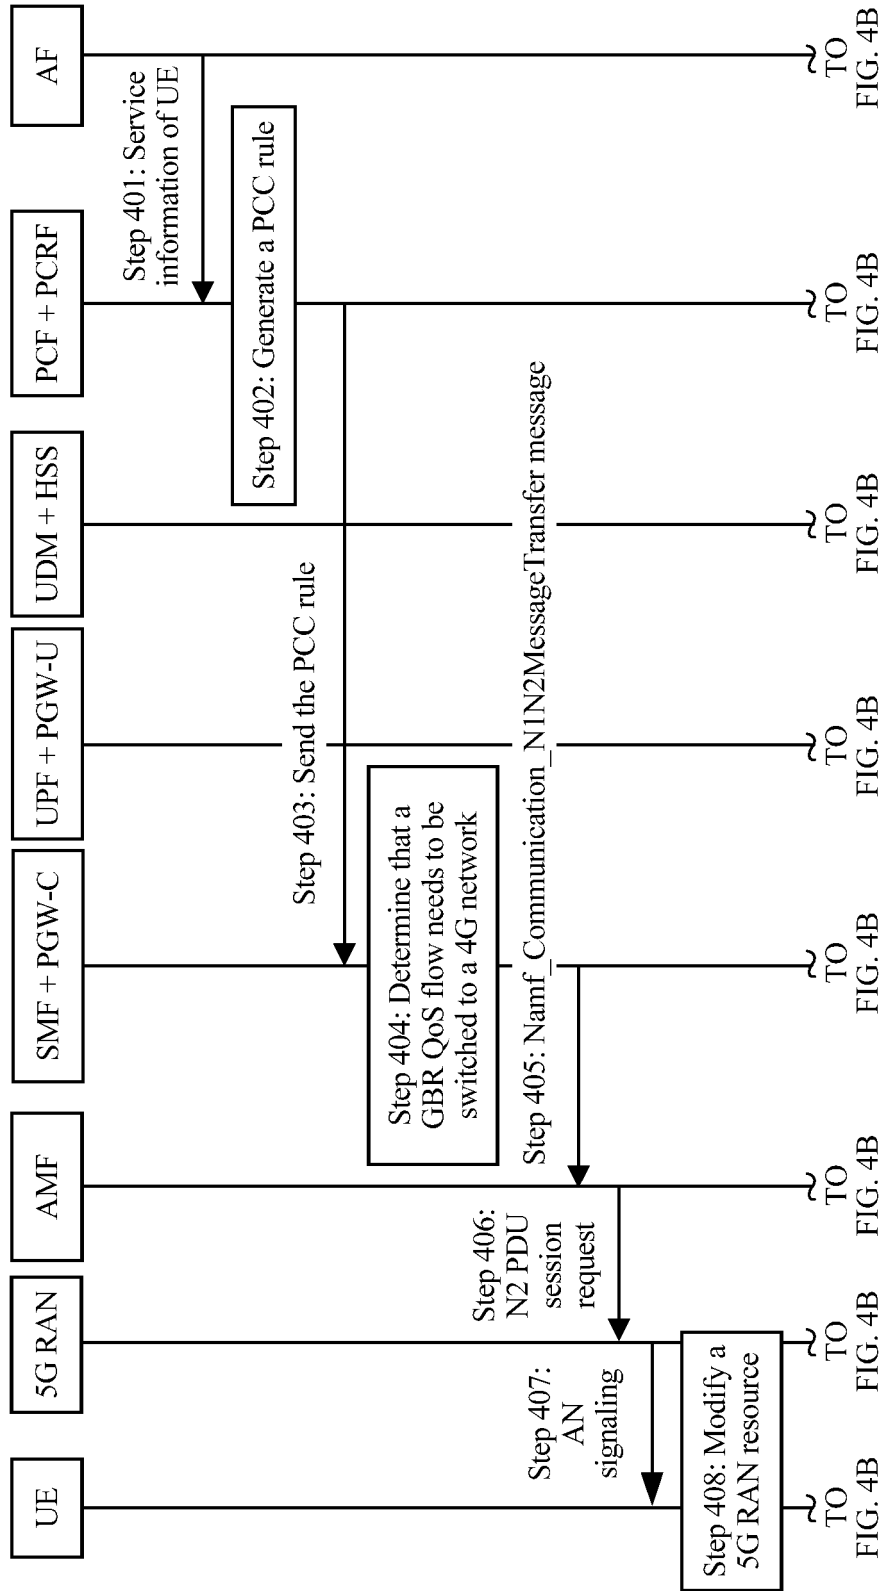 UE
5G RAN
AMF
SMF + PGW-C
UPF + PGW-U
UDM + HSS
PCF + PCRF
AF
Step 401: Service
information of UE
Step 402: Generate a PCC rule
Step 403: Send the PCC rule
Step 404: Determine that a
GBR QoS flow needs to be
switched to a 4G network
Step 405: Namf_Communication_N1N2MessageTransfer message
Step 406:
N2 PDU
session
request
Step 407:
AN
signaling
Step 408: Modify a
5G RAN resource
TO
FIG. 4B
TO
FIG. 4B
TO
FIG. 4B
TO
FIG. 4B
TO
FIG. 4B
TO
FIG. 4B
TO
FIG. 4B
TO
FIG. 4B